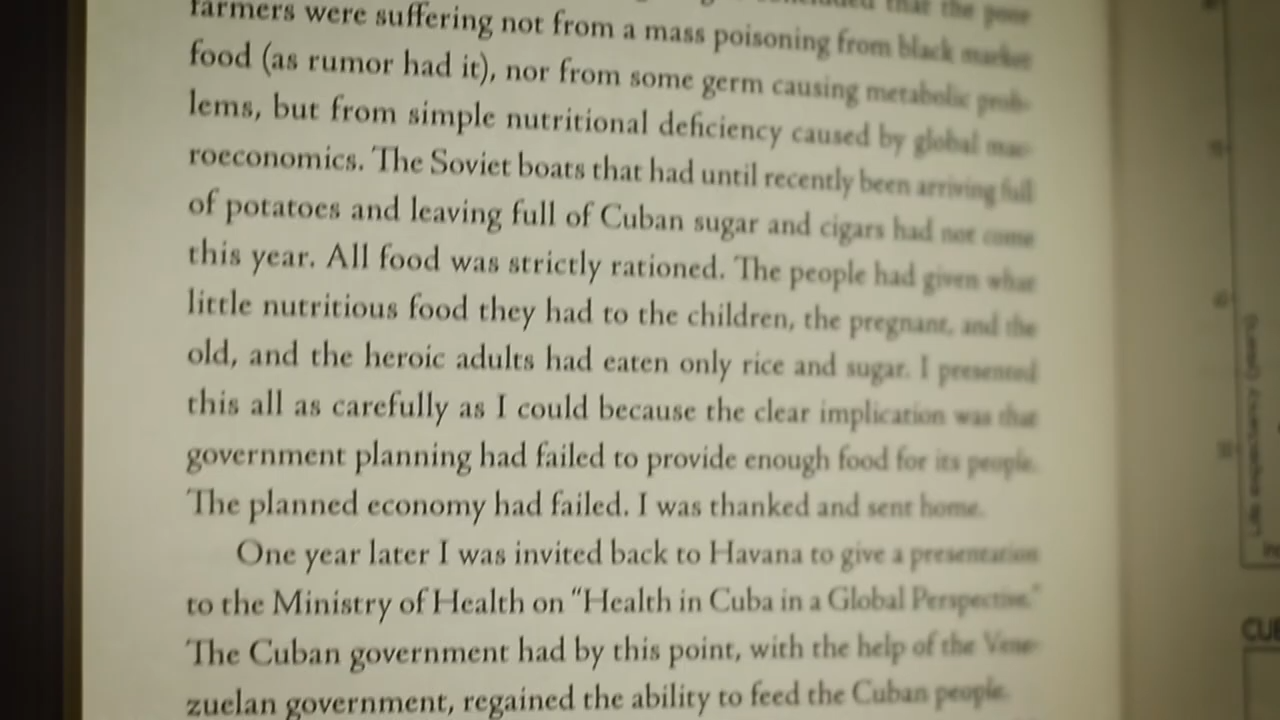 concluded that the poor
farmers were suffering not from a mass poisoning from black market
food (as rumor had it), nor from some germ causing metabolic prob-
lems, but from simple nutritional deficiency caused by global mac-
roeconomics. The Soviet boats that had until recently been arriving full
of potatoes and leaving full of Cuban sugar and cigars had not come
this year. All food was strictly rationed. The people had given what
little nutritious food they had to the children, the pregnant, and the
old, and the heroic adults had eaten only rice and sugar. I presented
this all as carefully as I could because the clear implication was that
government planning had failed to provide enough food for its people.
The planned economy had failed. I was thanked and sent home.
One year later I was invited back to Havana to give a presentation
to the Ministry of Health on “Health in Cuba in a Global Perspective.”
The Cuban government had by this point, with the help of the Vene-
zuelan government, regained the ability to feed the Cuban people.